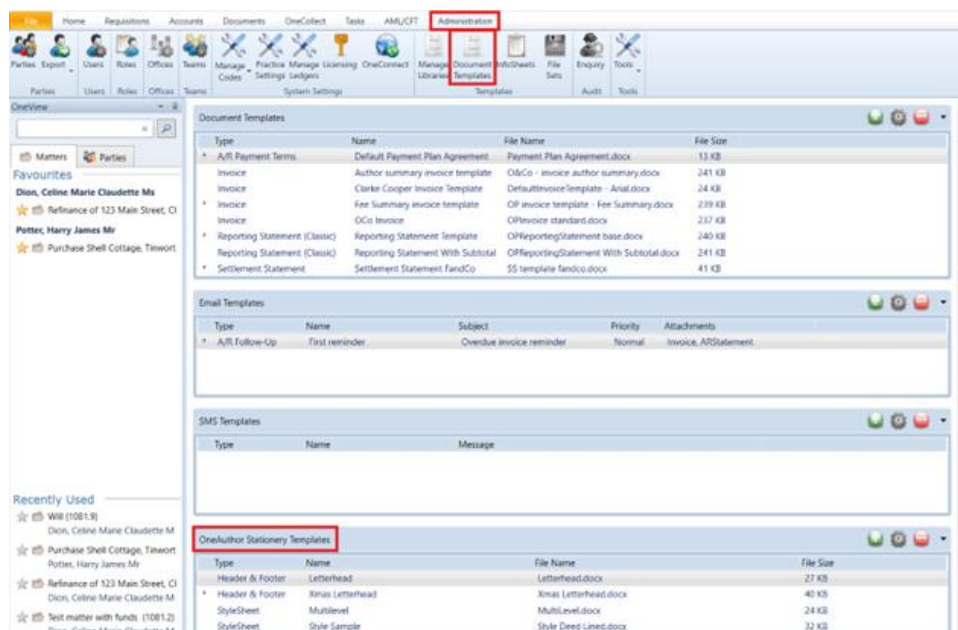 File Home Requisitions Accounts Documents OneCollect Tasks AML/CFT Administration
Parties Export Users Roles Offices Teams Manage Codes Practice Settings Manage Ledgers Licensing OneConnect Manage Libraries Document Templates InfoSheets File Sets Enquiry Tools
Parties Users Roles Offices Teams System Settings Templates Audit Tools
OneView
Matters Parties
Favourites
Dion, Celine Marie Claudette Ms
Refinance of 123 Main Street, Cl
Potter, Harry James Mr
Purchase Shell Cottage, Tinwort
Recently Used
Will (1081.9)
Dion, Celine Marie Claudette M
Purchase Shell Cottage, Tinwort
Potter, Harry James Mr
Refinance of 123 Main Street, Cl
Dion, Celine Marie Claudette M
Test matter with funds (1081.2)
Dion, Celine Marie Claudette M
Document Templates
Type Name File Name File Size
* A/R Payment Terms Default Payment Plan Agreement Payment Plan Agreement.docx 13 KB
Invoice Author summary invoice template O&Co - invoice author summary.docx 241 KB
Invoice Clarke Cooper Invoice Template DefaultInvoiceTemplate - Arial.docx 24 KB
* Invoice Fee Summary invoice template OP invoice template - Fee Summary.docx 239 KB
Invoice OCo Invoice OPInvoice standard.docx 237 KB
* Reporting Statement (Classic) Reporting Statement Template OPReportingStatement base.docx 240 KB
Reporting Statement (Classic) Reporting Statement With Subtotal OPReportingStatement With Subtotal.docx 241 KB
* Settlement Statement Settlement Statement FandCo SS template fandco.docx 41 KB
Email Templates
Type Name Subject Priority Attachments
* A/R Follow-Up First reminder Overdue invoice reminder Normal Invoice, ARStatement
SMS Templates
Type Name Message
OneAuthor Stationery Templates
Type Name File Name File Size
Header & Footer Letterhead Letterhead.docx 27 KB
* Header & Footer Xmas Letterhead Xmas Letterhead.docx 40 KB
StyleSheet Multilevel MultiLevel.docx 24 KB
StyleSheet Style Sample Style Deed Lined.docx 32 KB